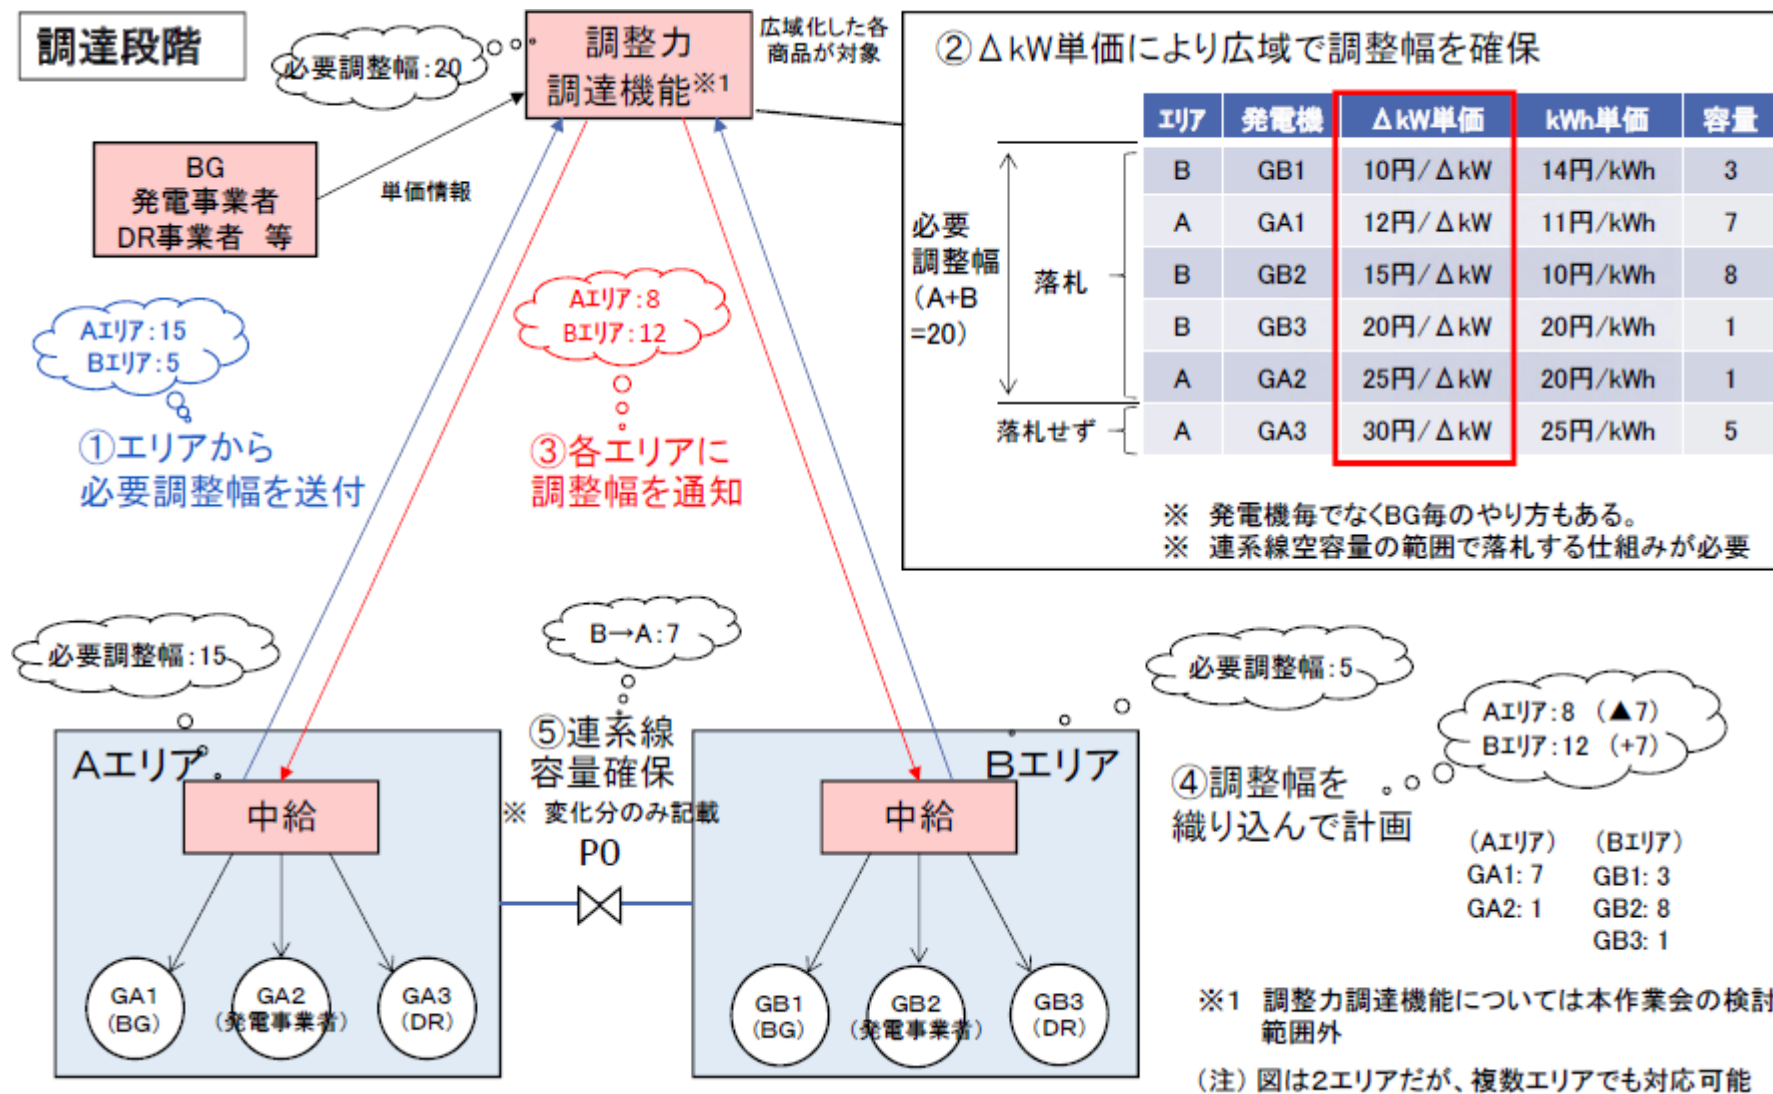 調達段階
必要調整幅:20
調整力
調達機能※1
広域化した各
商品が対象
BG
発電事業者
DR事業者 等
単価情報
②ΔkW単価により広域で調整幅を確保
エリア 発電機 ΔkW単価 kWh単価 容量
B GB1 10円/ΔkW 14円/kWh 3
A GA1 12円/ΔkW 11円/kWh 7
B GB2 15円/ΔkW 10円/kWh 8
B GB3 20円/ΔkW 20円/kWh 1
A GA2 25円/ΔkW 20円/kWh 1
A GA3 30円/ΔkW 25円/kWh 5
必要
調整幅
(A+B
=20)
落札
落札せず
※ 発電機毎でなくBG毎のやり方もある。
※ 連系線空容量の範囲で落札する仕組みが必要
Aエリア:15
Bエリア:5
①エリアから
必要調整幅を送付
Aエリア:8
Bエリア:12
③各エリアに
調整幅を通知
必要調整幅:15
B→A:7
必要調整幅:5
Aエリア:8 (▲7)
Bエリア:12 (+7)
⑤連系線
容量確保
※ 変化分のみ記載
P0
④調整幅を
織り込んで計画
(Aエリア) (Bエリア)
GA1: 7 GB1: 3
GA2: 1 GB2: 8
GB3: 1
Aエリア
中給
GA1
(BG)
GA2
(発電事業者)
GA3
(DR)
Bエリア
中給
GB1
(BG)
GB2
(発電事業者)
GB3
(DR)
※1 調整力調達機能については本作業会の検討
範囲外
(注) 図は2エリアだが、複数エリアでも対応可能